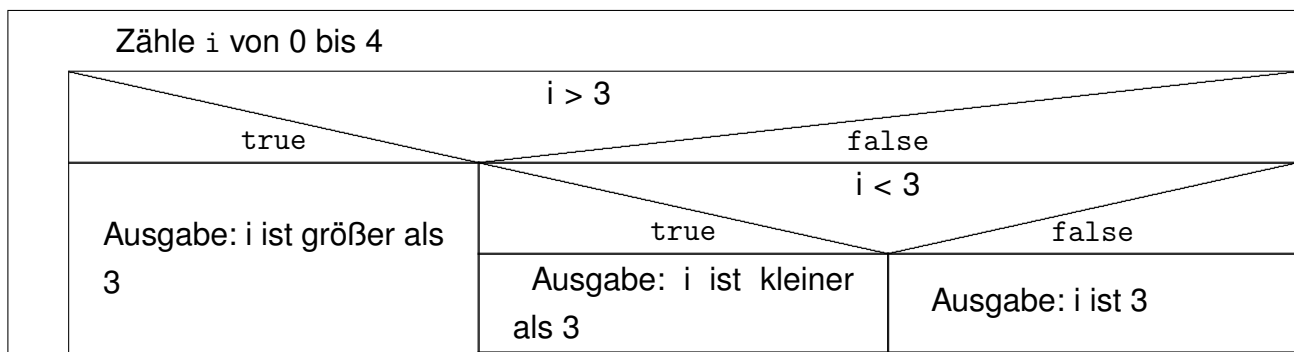 Zähle i von 0 bis 4
i > 3
true
false
Ausgabe: i ist größer als
3
i < 3
true
false
Ausgabe: i ist kleiner
als 3
Ausgabe: i ist 3